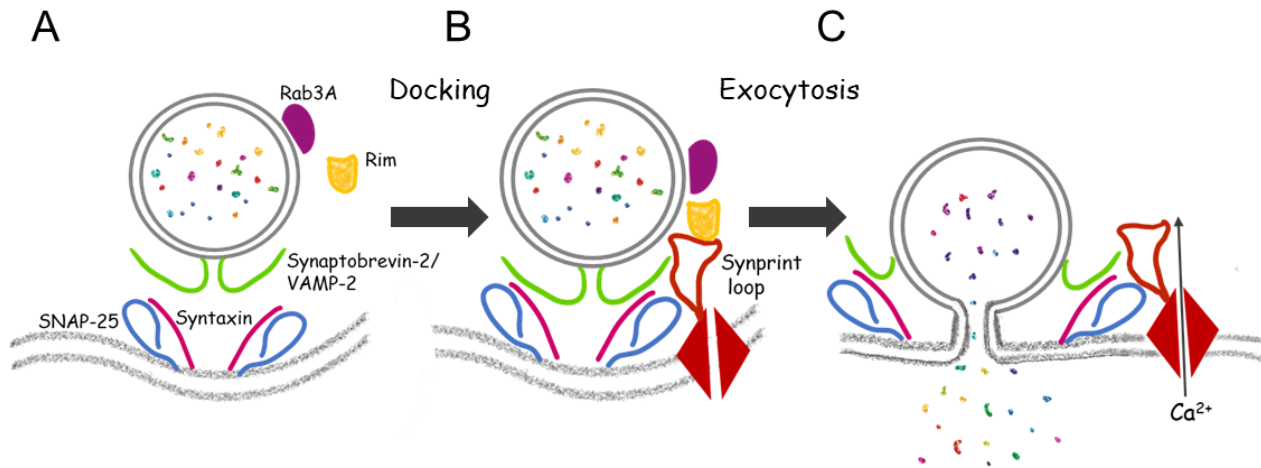 A
B
C
Rab3A
Docking
Exocytosis
Rim
Synaptobrevin-2/
VAMP-2
Synprint
loop
SNAP-25
Syntaxin
Ca²⁺